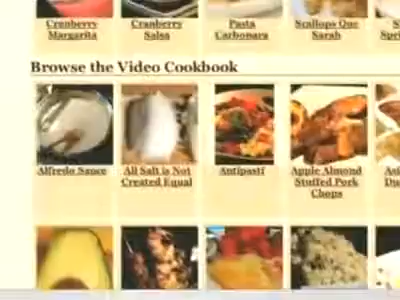 Cranberry Margarita
Cranberry Salsa
Pasta Carbonara
Scallops Que Sarah
Browse the Video Cookbook
Alfredo Sauce
All Salt is Not Created Equal
Antipasti
Apple Almond Stuffed Pork Chops